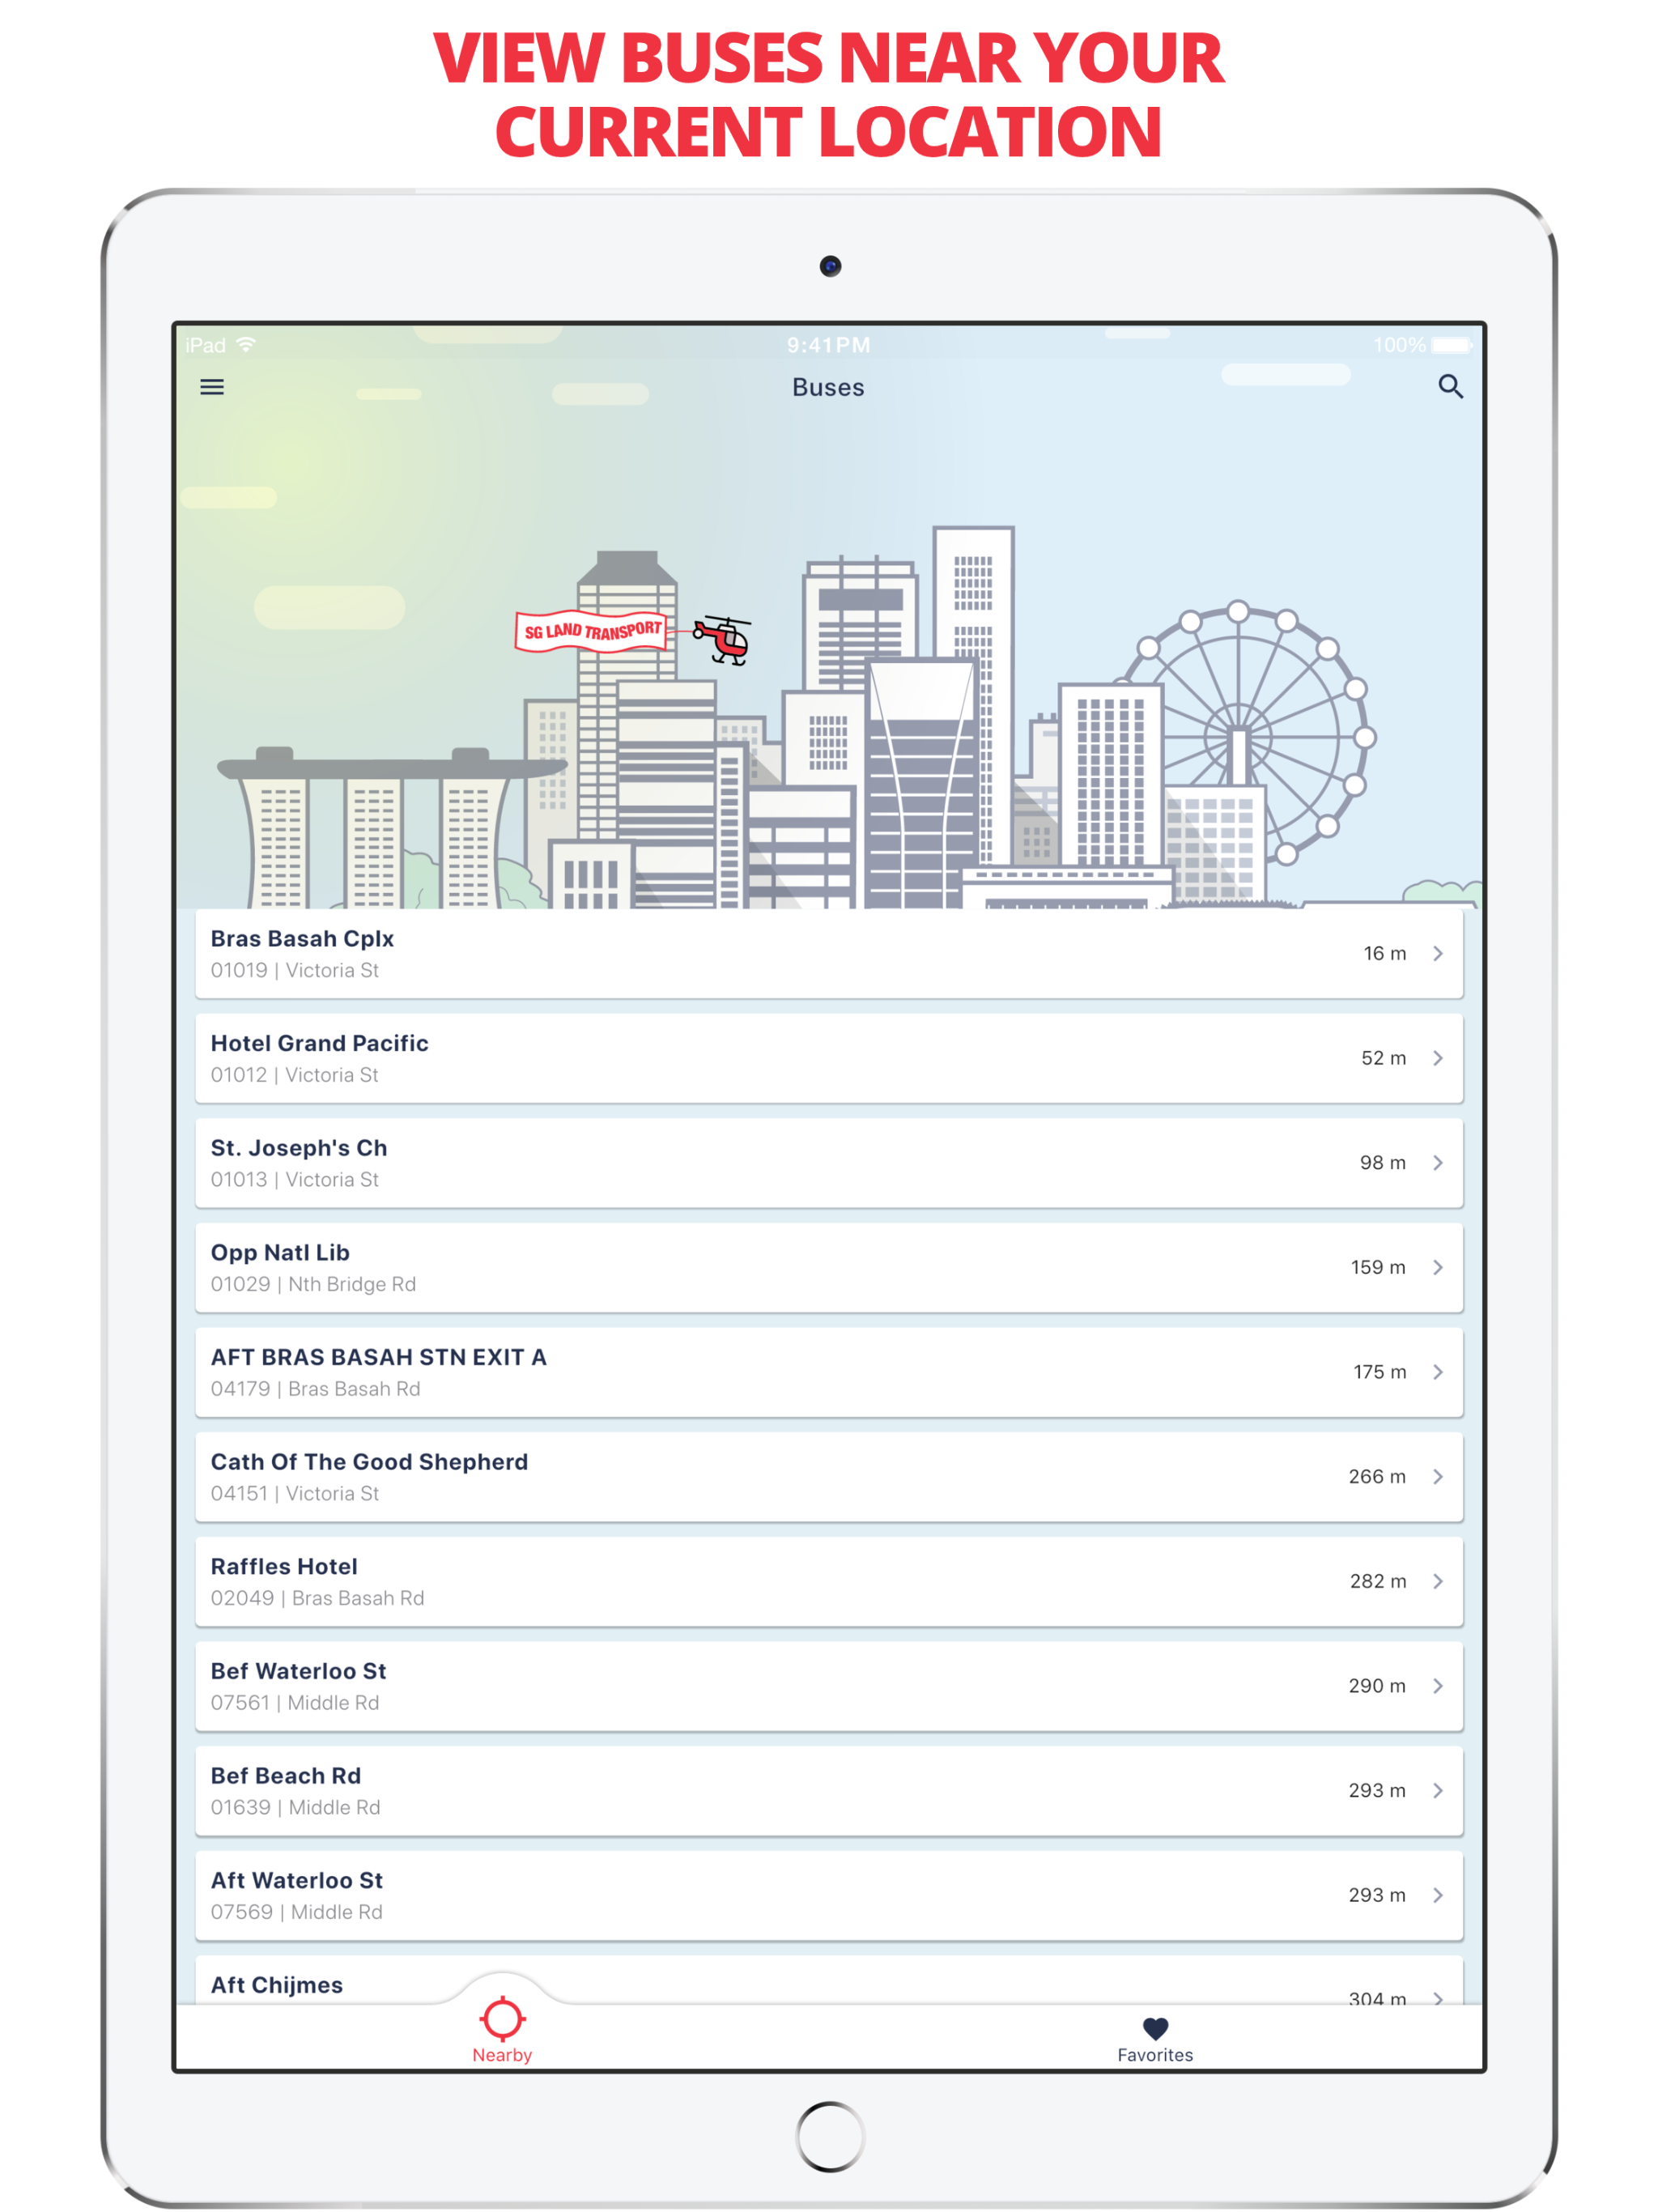 VIEW BUSES NEAR YOUR
CURRENT LOCATION
iPad
9:41PM
100%
Buses
SG LAND TRANSPORT
Bras Basah Cplx
01019 | Victoria St
16 m
Hotel Grand Pacific
01012 | Victoria St
52 m
St. Joseph's Ch
01013 | Victoria St
98 m
Opp Natl Lib
01029 | Nth Bridge Rd
159 m
AFT BRAS BASAH STN EXIT A
04179 | Bras Basah Rd
175 m
Cath Of The Good Shepherd
04151 | Victoria St
266 m
Raffles Hotel
02049 | Bras Basah Rd
282 m
Bef Waterloo St
07561 | Middle Rd
290 m
Bef Beach Rd
01639 | Middle Rd
293 m
Aft Waterloo St
07569 | Middle Rd
293 m
Aft Chijmes
304 m
Nearby
Favorites